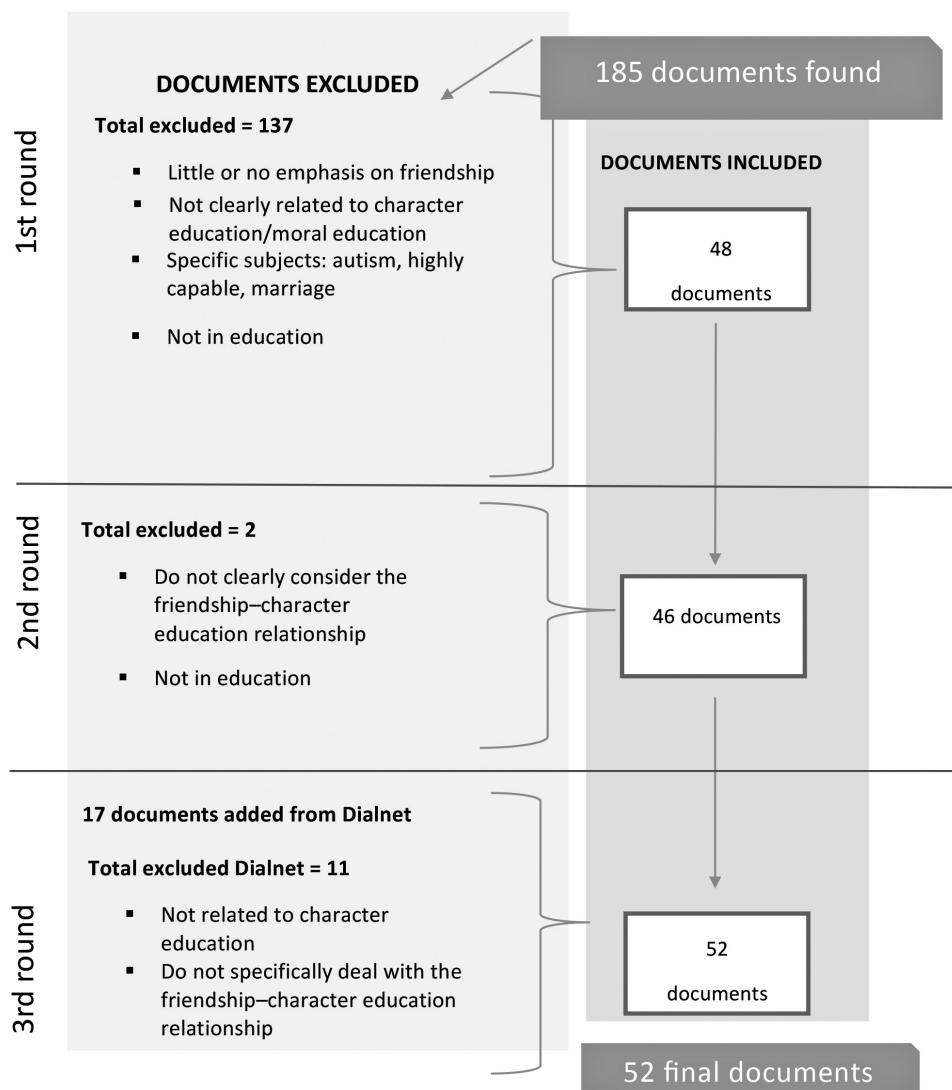 185 documents found
1st round
DOCUMENTS EXCLUDED
Total excluded = 137
▪ Little or no emphasis on friendship
▪ Not clearly related to character
education/moral education
▪ Specific subjects: autism, highly
capable, marriage
▪ Not in education
DOCUMENTS INCLUDED
48
documents
2nd round
Total excluded = 2
▪ Do not clearly consider the
friendship–character
education relationship
▪ Not in education
46 documents
3rd round
17 documents added from Dialnet
Total excluded Dialnet = 11
▪ Not related to character
education
▪ Do not specifically deal with the
friendship–character education
relationship
52
documents
52 final documents